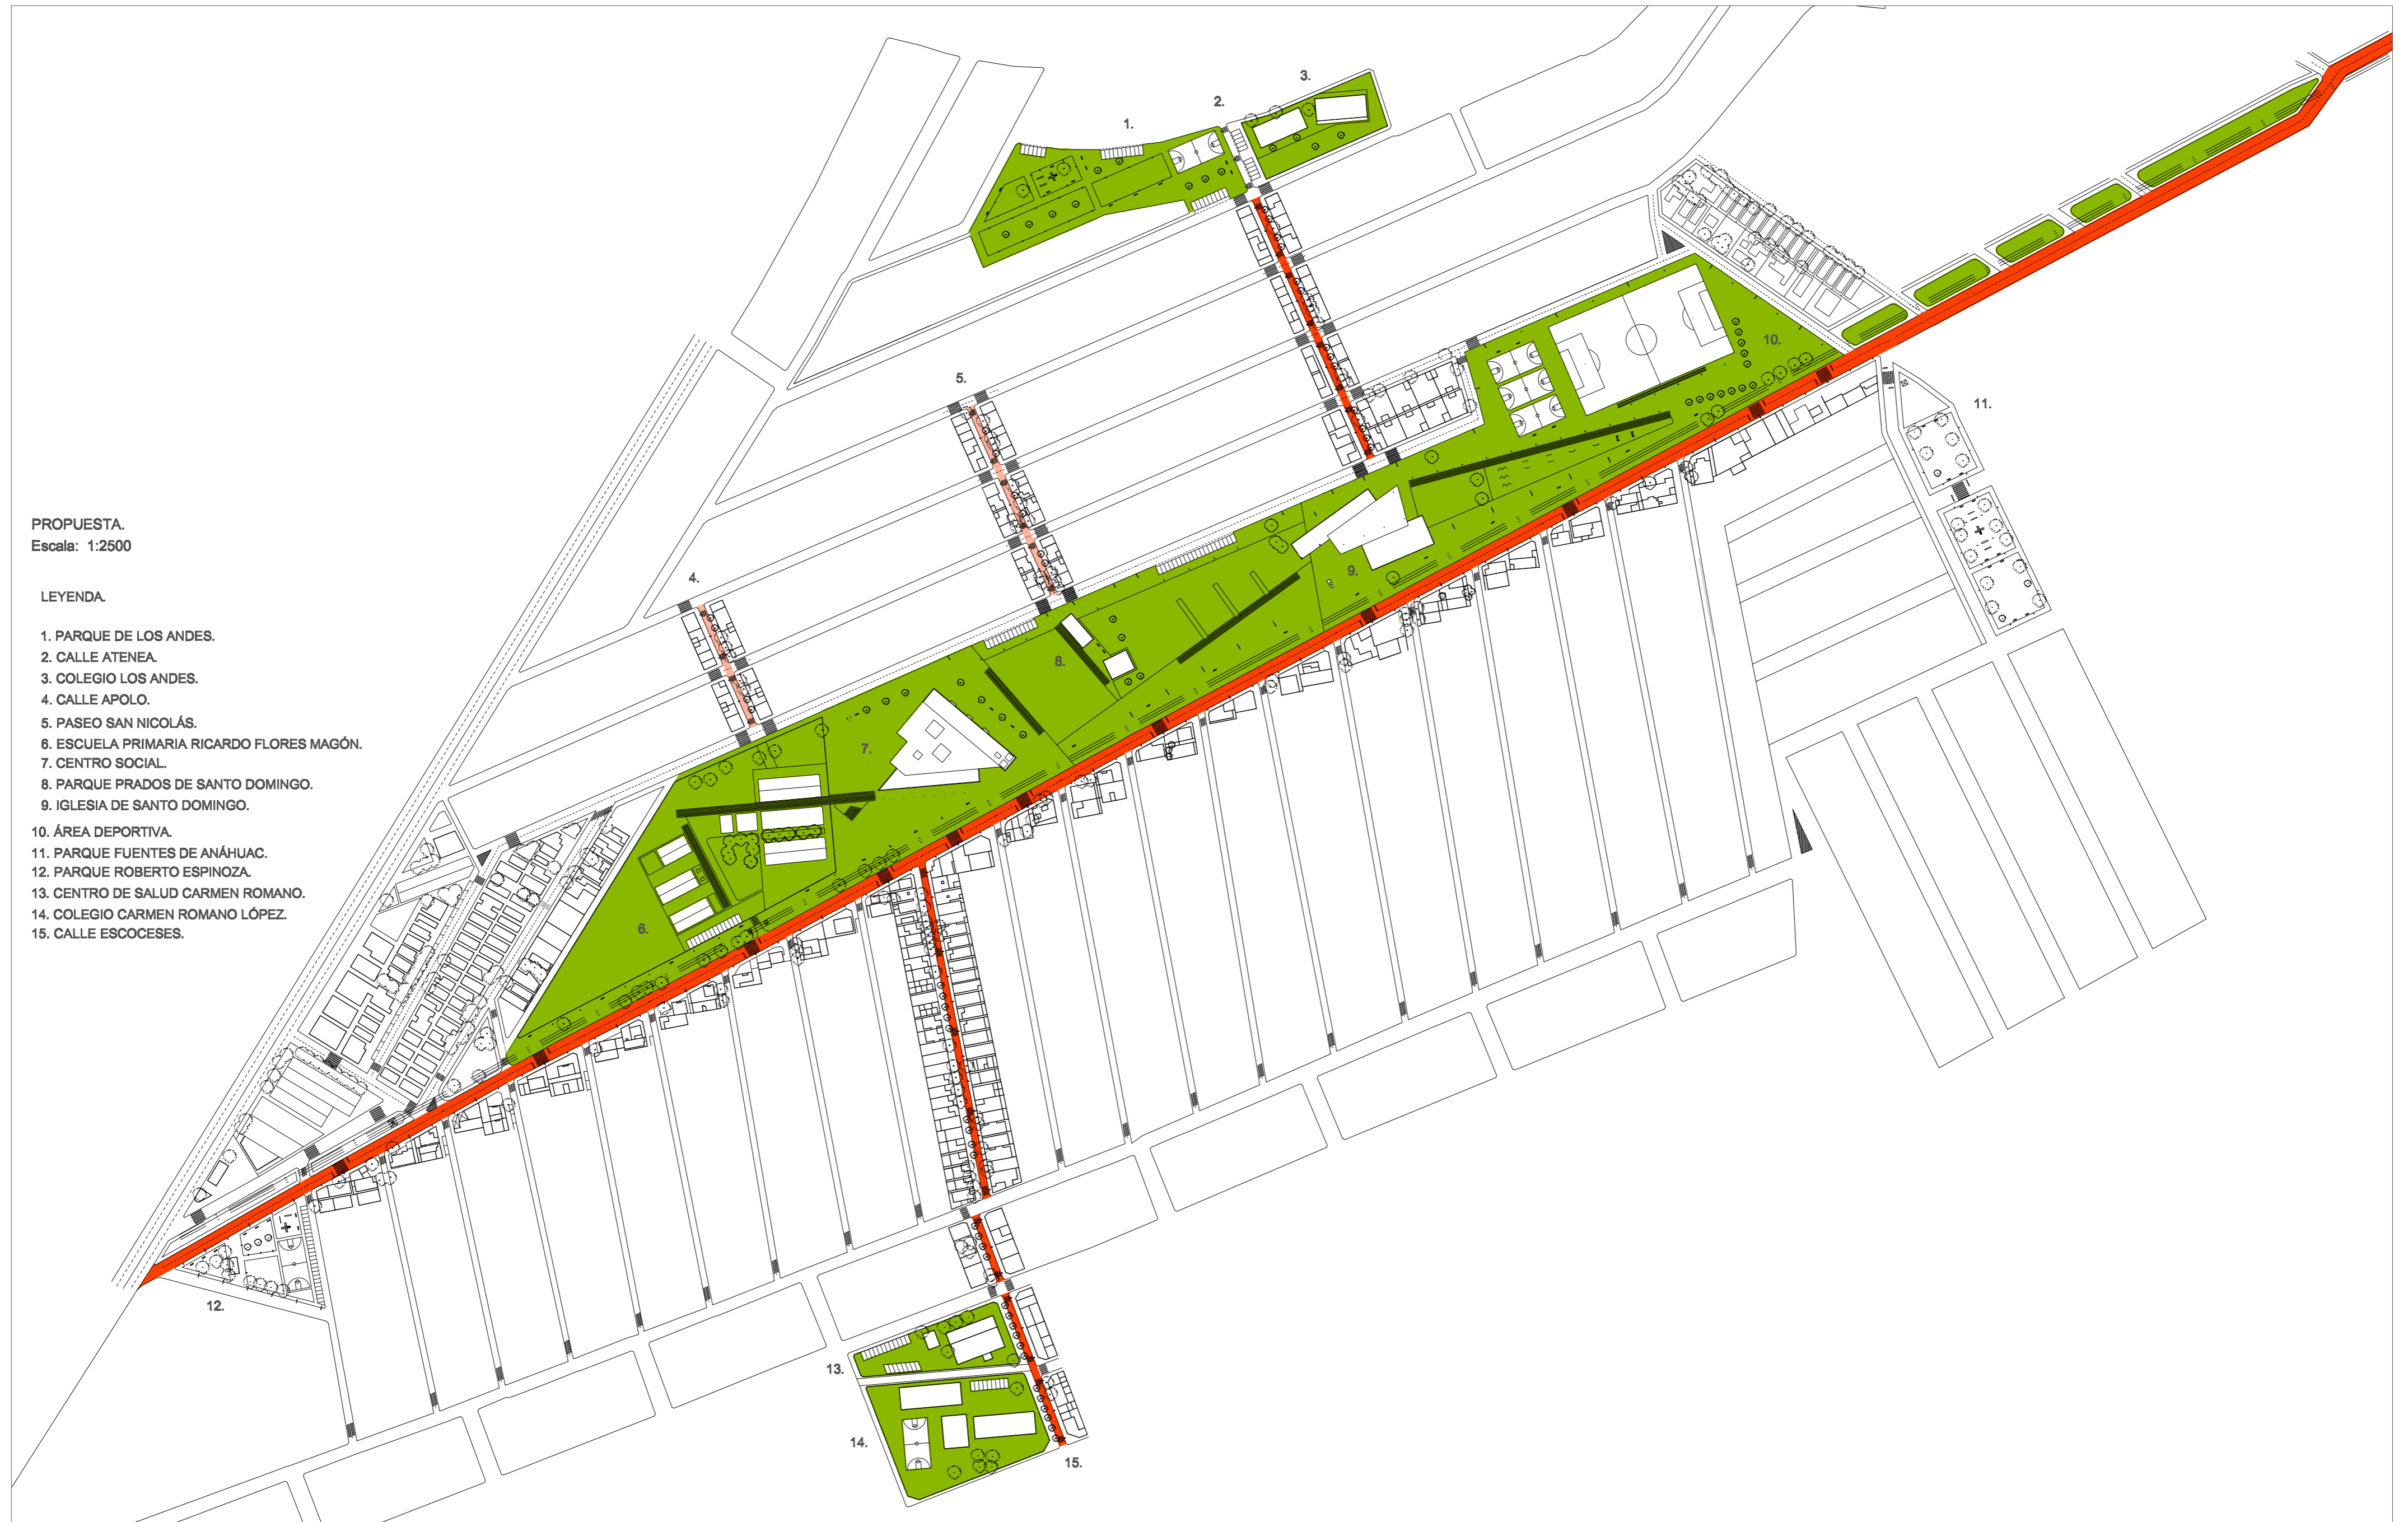 3.
2.
1.
10.
5.
11.
PROPUESTA.
Escala: 1:2500
9.
4.
LEYENDA.
1. PARQUE DE LOS ANDES.
8.
2. CALLE ATENEA.
3. COLEGIO LOS ANDES.
4. CALLE APOLO.
5. PASEO SAN NICOLÁS.
6. ESCUELA PRIMARIA RICARDO FLORES MAGÓN.
7.
7. CENTRO SOCIAL.
8. PARQUE PRADOS DE SANTO DOMINGO.
9. IGLESIA DE SANTO DOMINGO.
10. ÁREA DEPORTIVA.
11. PARQUE FUENTES DE ANÁHUAC.
12. PARQUE ROBERTO ESPINOZA.
13. CENTRO DE SALUD CARMEN ROMANO.
14. COLEGIO CARMEN ROMANO LÓPEZ.
15. CALLE ESCOCESES.
6.
12.
13.
14.
15.